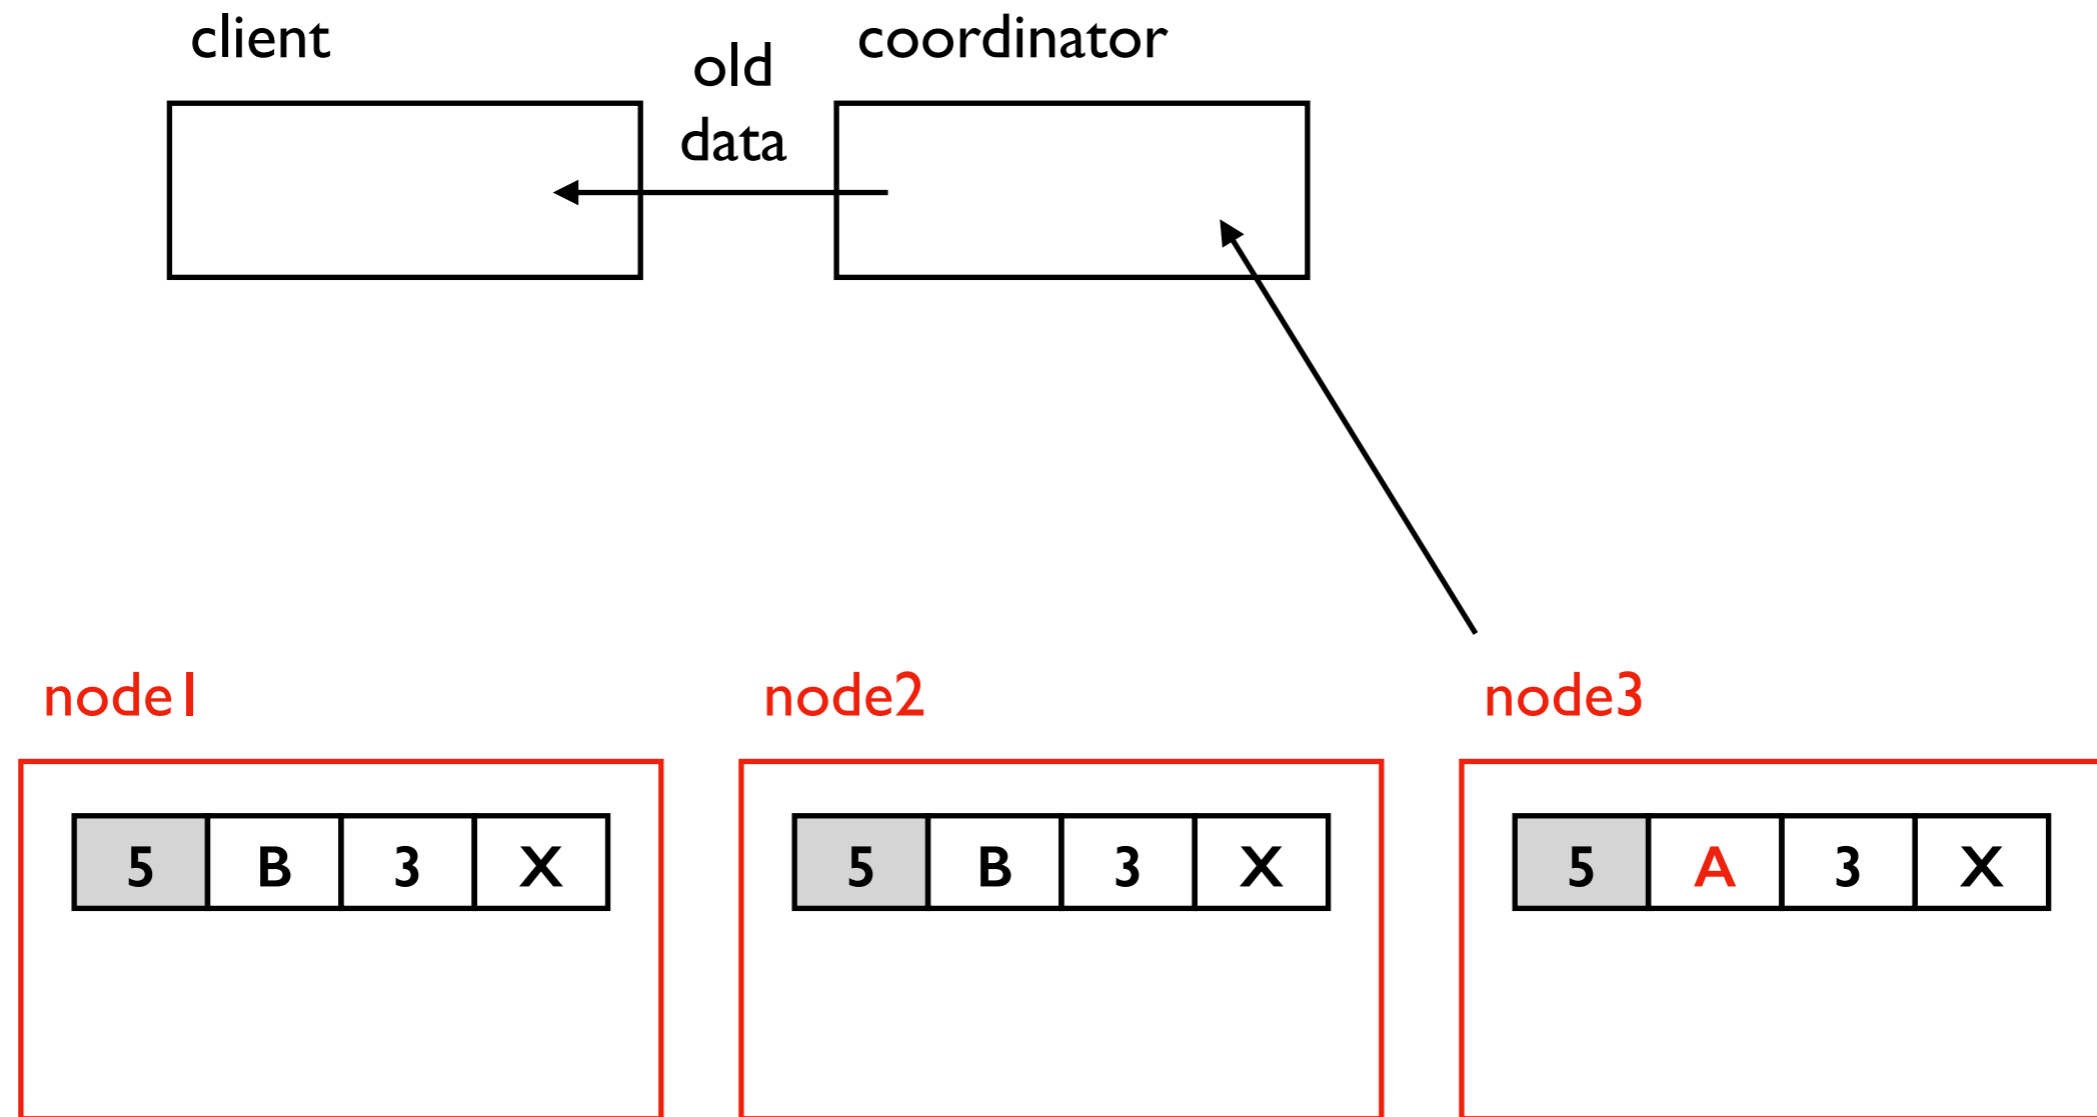 client
old
data
coordinator
node1
node2
node3
5 B 3 X
5 B 3 X
5 A 3 X